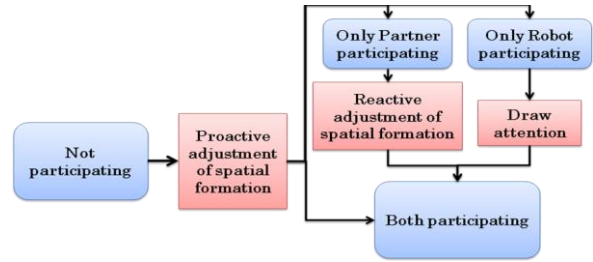 Not
participating
Proactive
adjustment
of spatial
formation
Only Partner
participating
Only Robot
participating
Reactive
adjustment of
spatial formation
Draw
attention
Both participating